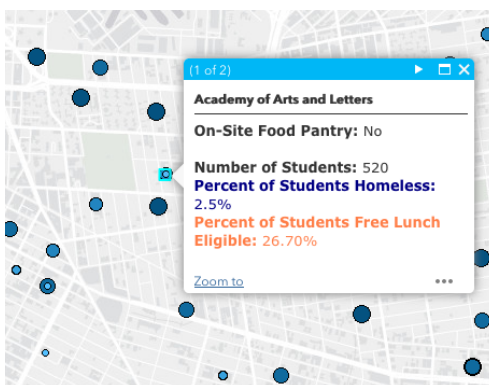 (1 of 2)
Academy of Arts and Letters
On-Site Food Pantry: No
Number of Students: 520
Percent of Students Homeless:
2.5%
Percent of Students Free Lunch
Eligible: 26.70%
Zoom to